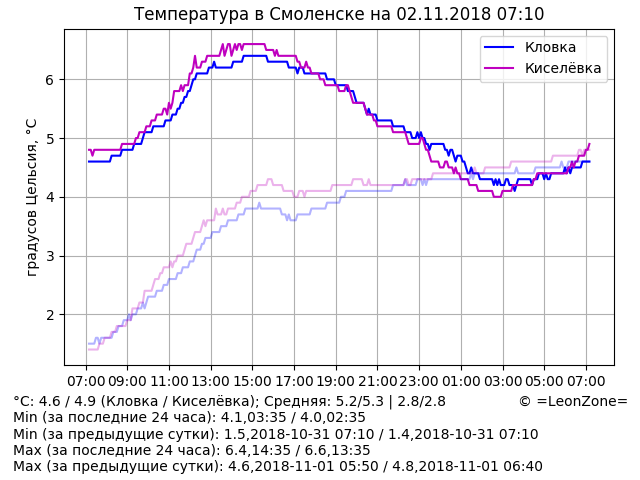 Температура в Смоленске на 02.11.2018 07:10
Кловка
Киселёвка
градусов Цельсия, °C
6
5
4
3
2
07:00 09:00 11:00 13:00 15:00 17:00 19:00 21:00 23:00 01:00 03:00 05:00 07:00
°C: 4.6 / 4.9 (Кловка / Киселёвка); Средняя: 5.2/5.3 | 2.8/2.8 © =LeonZone=
Min (за последние 24 часа): 4.1,03:35 / 4.0,02:35
Min (за предыдущие сутки): 1.5,2018-10-31 07:10 / 1.4,2018-10-31 07:10
Max (за последние 24 часа): 6.4,14:35 / 6.6,13:35
Max (за предыдущие сутки): 4.6,2018-11-01 05:50 / 4.8,2018-11-01 06:40